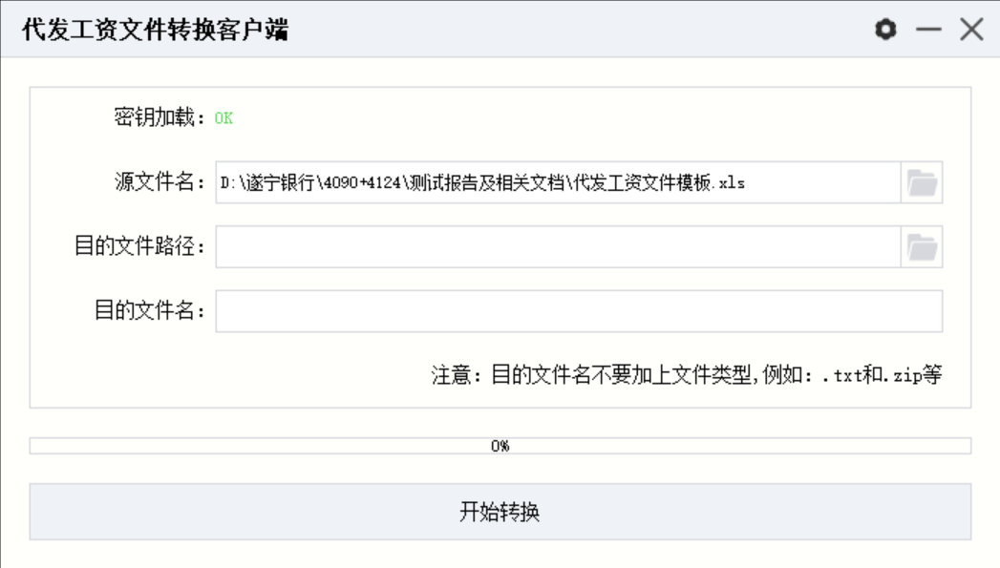 代发工资文件转换客户端
密钥加载：OK
源文件名：D:\遂宁银行\4090+4124\测试报告及相关文档\代发工资文件模板.xls
目的文件路径：
目的文件名：
注意：目的文件名不要加上文件类型,例如：.txt和.zip等
0%
开始转换